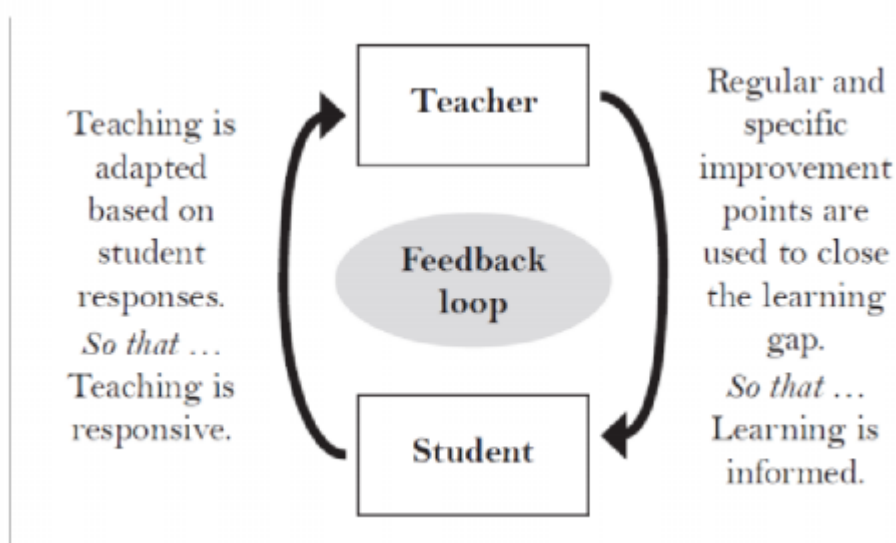 Teaching is
adapted
based on
student
responses.
So that …
Teaching is
responsive.
Teacher
Feedback
loop
Student
Regular and
specific
improvement
points are
used to close
the learning
gap.
So that …
Learning is
informed.